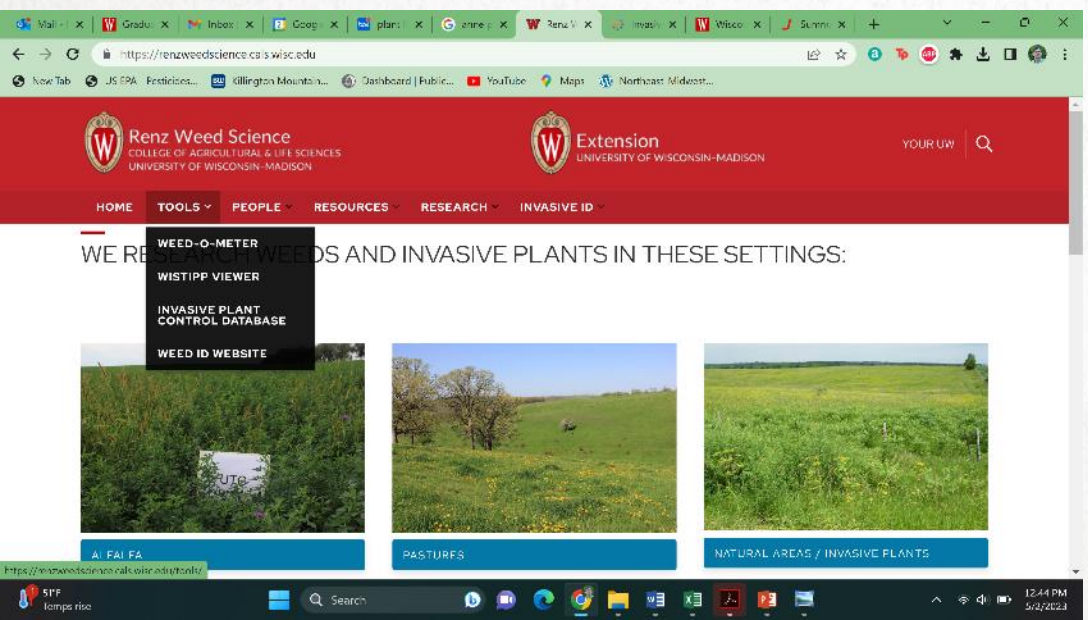 Mail -
Gradu
Inbox
Goog
plant
anne
Renz
Invasiv
Wisco
https://renzweedscience.cals.wisc.edu
New Tab
US EPA Pesticides...
Killington Mountain...
Dashboard | Public...
YouTube
Maps
Northeast Midwest...
Renz Weed Science
COLLEGE OF AGRICULTURAL & LIFE SCIENCES
UNIVERSITY OF WISCONSIN-MADISON
Extension
UNIVERSITY OF WISCONSIN-MADISON
YOUR UW
HOME TOOLS PEOPLE RESOURCES RESEARCH INVASIVE ID
WEED-O-METER
WE RESEARCH WEEDS AND INVASIVE PLANTS IN THESE SETTINGS:
WISTIPP VIEWER
INVASIVE PLANT
CONTROL DATABASE
WEED ID WEBSITE
ALFALFA
PASTURES
NATURAL AREAS / INVASIVE PLANTS
https://renzweedscience.cals.wisc.edu/tools/
51°F
Temps rise
Search
12:44 PM
5/2/2023